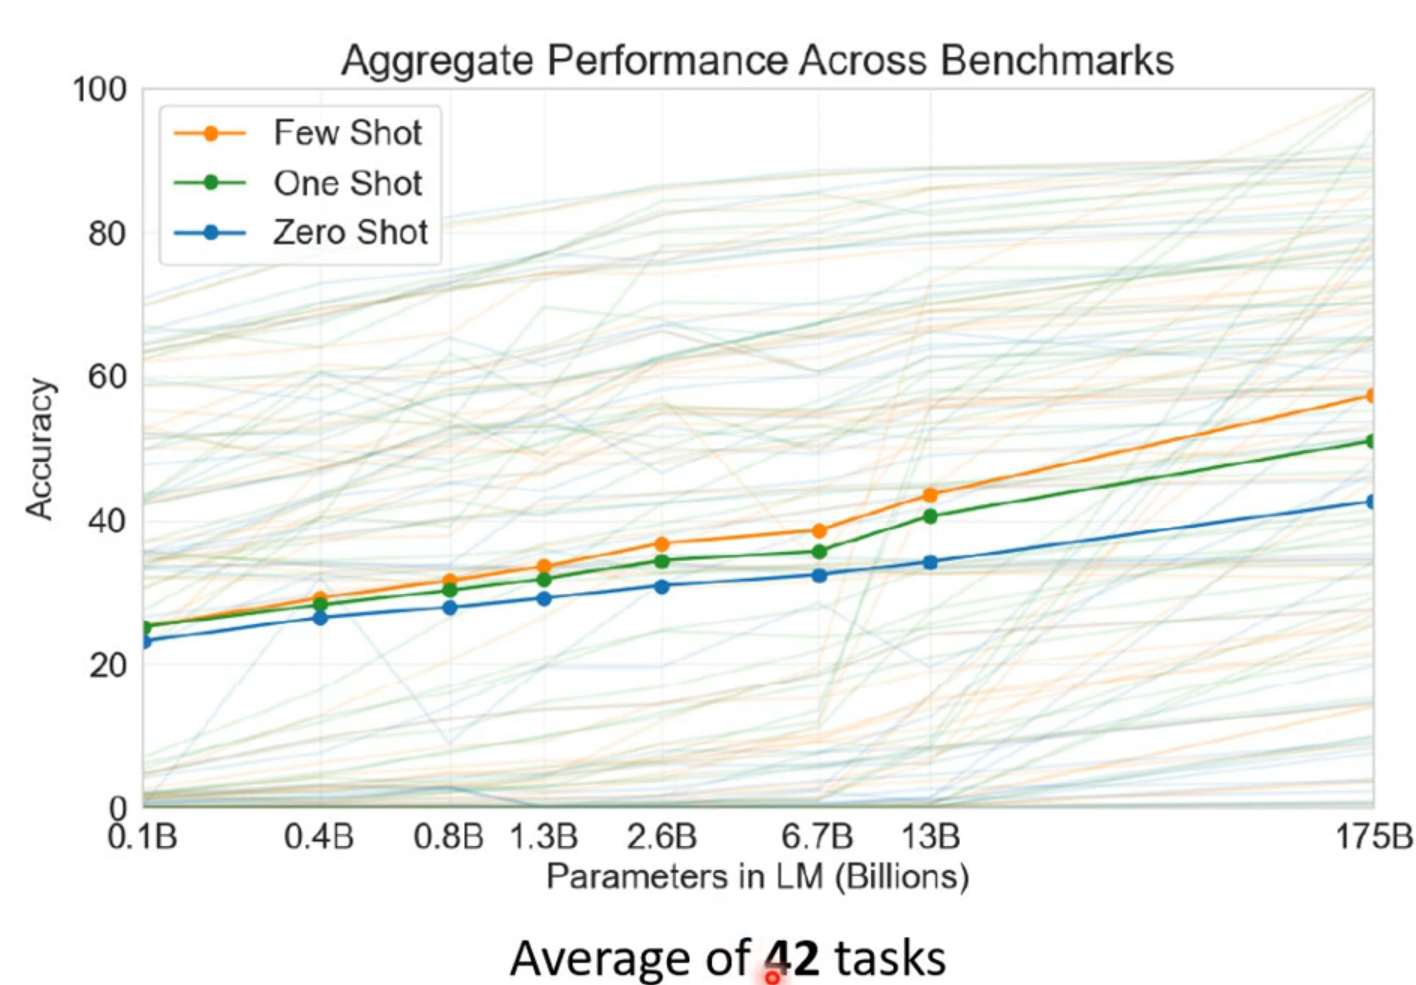 Aggregate Performance Across Benchmarks
100
80
60
40
20
0
Accuracy
Few Shot
One Shot
Zero Shot
0.1B 0.4B 0.8B 1.3B 2.6B 6.7B 13B 175B
Parameters in LM (Billions)
Average of 42 tasks